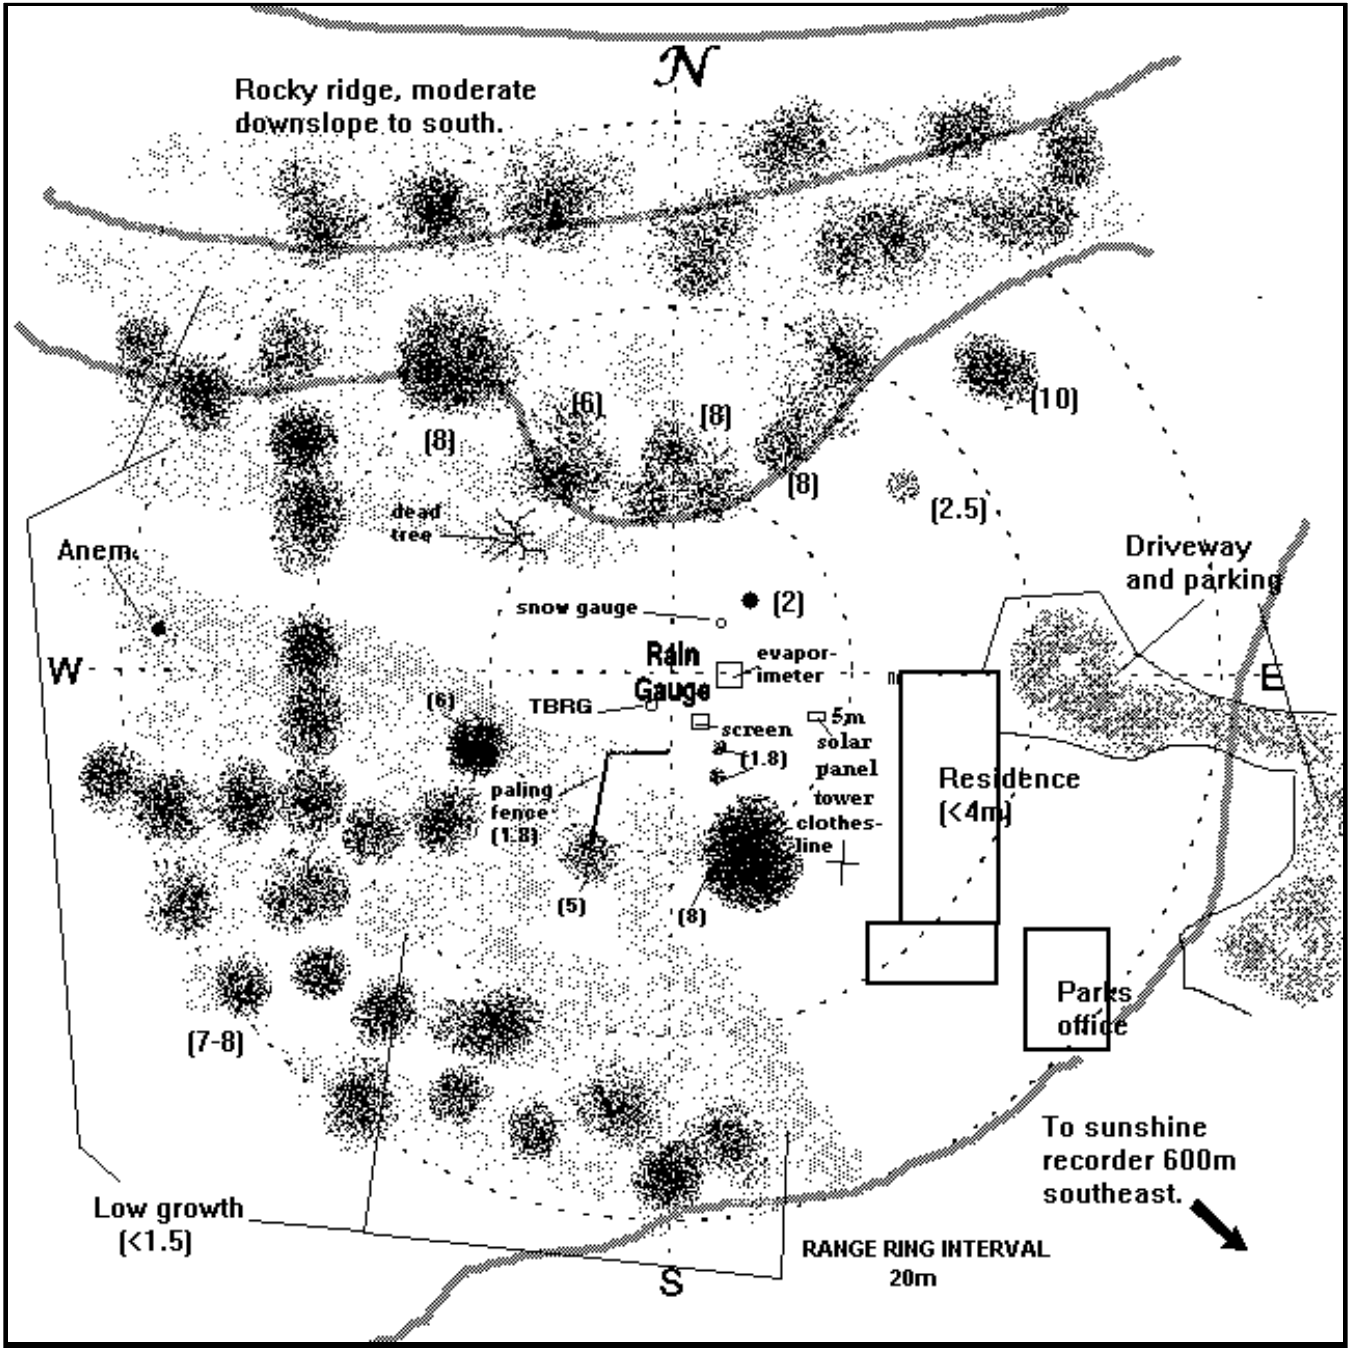 N
Rocky ridge, moderate
downslope to south.
(6)
(8)
(10)
(8)
(8)
(2.5)
dead
tree
Anem.
Driveway
and parking
snow gauge
(2)
W
Rain
Gauge
evapor-
imeter
E
(6)
TBRG
screen
5m
solar
panel
tower
(1.8)
paling
fence
(1.8)
Residence
(<4m)
clothes-
line
(5)
(8)
(7-8)
Parks
office
To sunshine
recorder 600m
southeast.
Low growth
(<1.5)
S
RANGE RING INTERVAL
20m